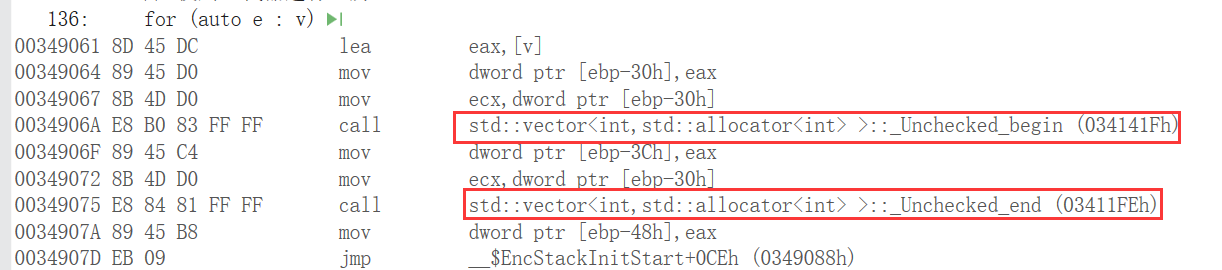 136: for (auto e : v)
00349061 8D 45 DC lea eax,[v]
00349064 89 45 D0 mov dword ptr [ebp-30h],eax
00349067 8B 4D D0 mov ecx,dword ptr [ebp-30h]
0034906A E8 B0 83 FF FF call std::vector<int,std::allocator<int> >::_Unchecked_begin (034141Fh)
0034906F 89 45 C4 mov dword ptr [ebp-3Ch],eax
00349072 8B 4D D0 mov ecx,dword ptr [ebp-30h]
00349075 E8 84 81 FF FF call std::vector<int,std::allocator<int> >::_Unchecked_end (03411FEh)
0034907A 89 45 B8 mov dword ptr [ebp-48h],eax
0034907D EB 09 jmp __$EncStackInitStart+0CEh (0349088h)